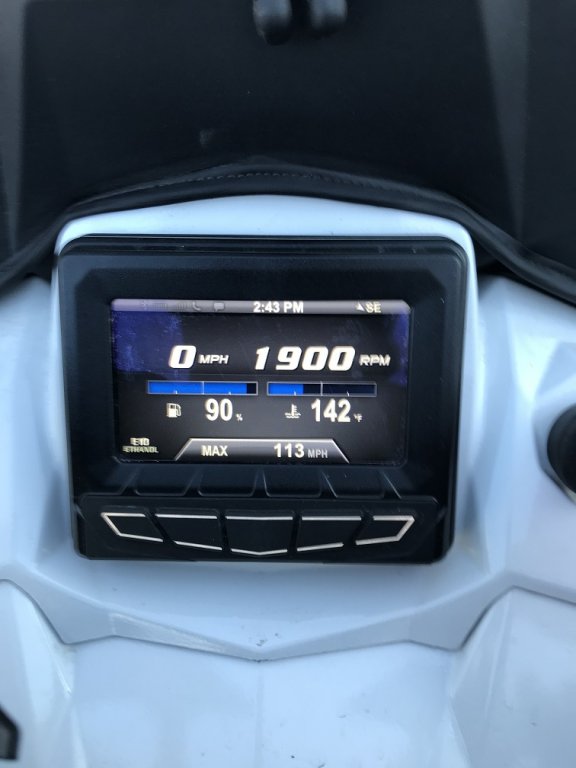 2:43 PM SE
0 MPH 1900 RPM
90 % 142 °F
E10
ETHANOL
MAX 113 MPH